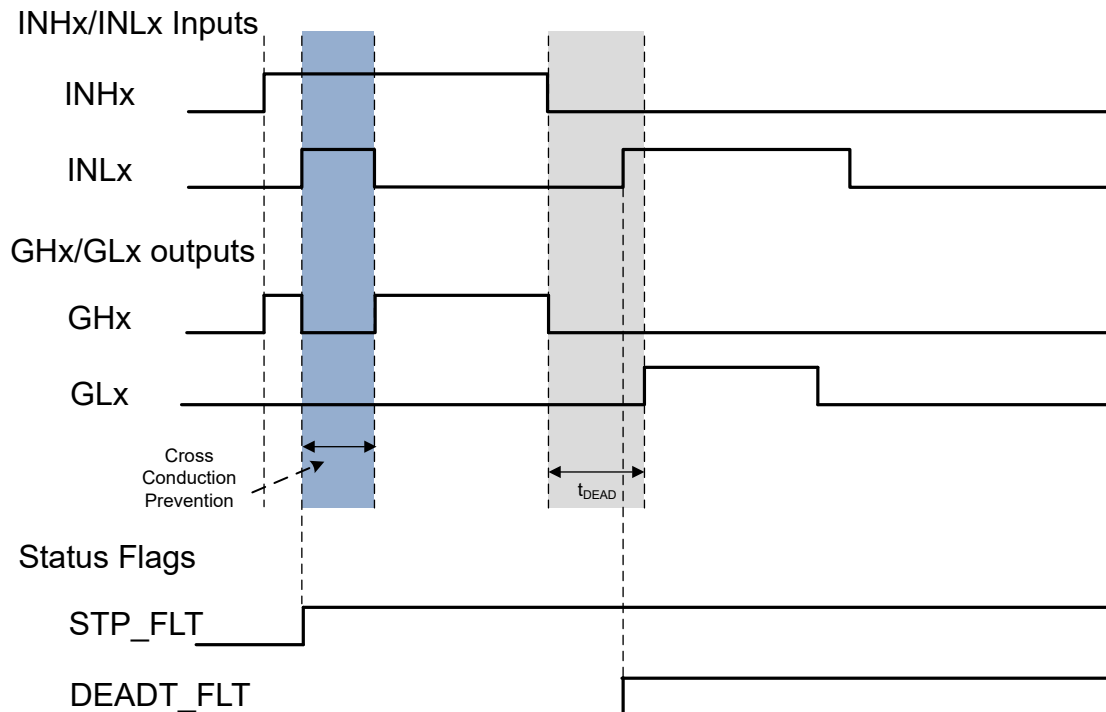 INHx/INLx Inputs
INHx
INLx
GHx/GLx outputs
GHx
GLx
Cross
Conduction
Prevention
tDEAD
Status Flags
STP_FLT
DEADT_FLT